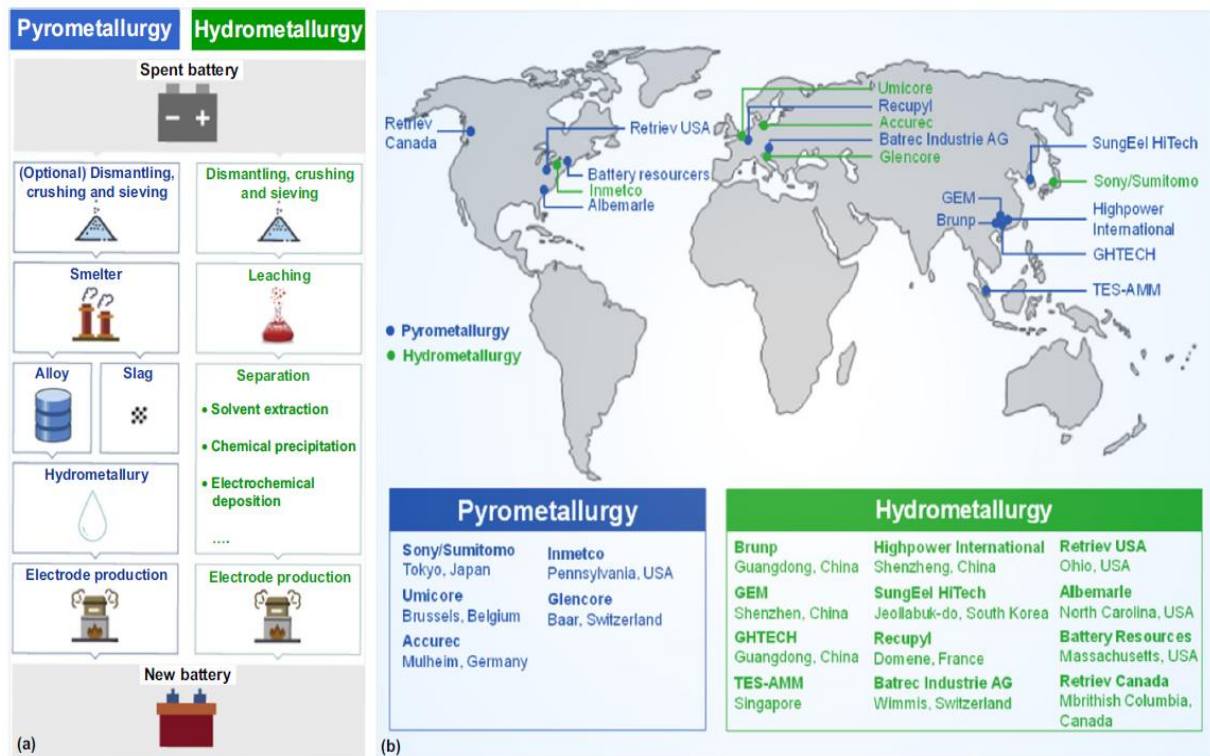 Pyrometallurgy
Hydrometallurgy
Spent battery
(Optional) Dismantling,
crushing and sieving
Dismantling, crushing
and sieving
Smelter
Leaching
Alloy
Slag
Separation
• Solvent extraction
• Chemical precipitation
• Electrochemical
deposition
....
Hydrometallury
Electrode production
Electrode production
New battery
(a)
Retriev
Canada
Retriev USA
Battery resourcers
Inmetco
Albemarle
Umicore
Recupyl
Accurec
Batrec Industrie AG
Glencore
SungEel HiTech
Sony/Sumitomo
GEM
Brunp
Highpower
International
GHTECH
TES-AMM
Pyrometallurgy
Hydrometallurgy
Pyrometallurgy
Sony/Sumitomo
Tokyo, Japan
Umicore
Brussels, Belgium
Accurec
Mulheim, Germany
Inmetco
Pennsylvania, USA
Glencore
Baar, Switzerland
Hydrometallurgy
Brunp
Guangdong, China
GEM
Shenzhen, China
GHTECH
Guangdong, China
TES-AMM
Singapore
Highpower International
Shenzheng, China
SungEel HiTech
Jeollabuk-do, South Korea
Recupyl
Domene, France
Batrec Industrie AG
Wimmis, Switzerland
Retriev USA
Ohio, USA
Albemarle
North Carolina, USA
Battery Resources
Massachusetts, USA
Retriev Canada
Mbrithish Columbia,
Canada
(b)